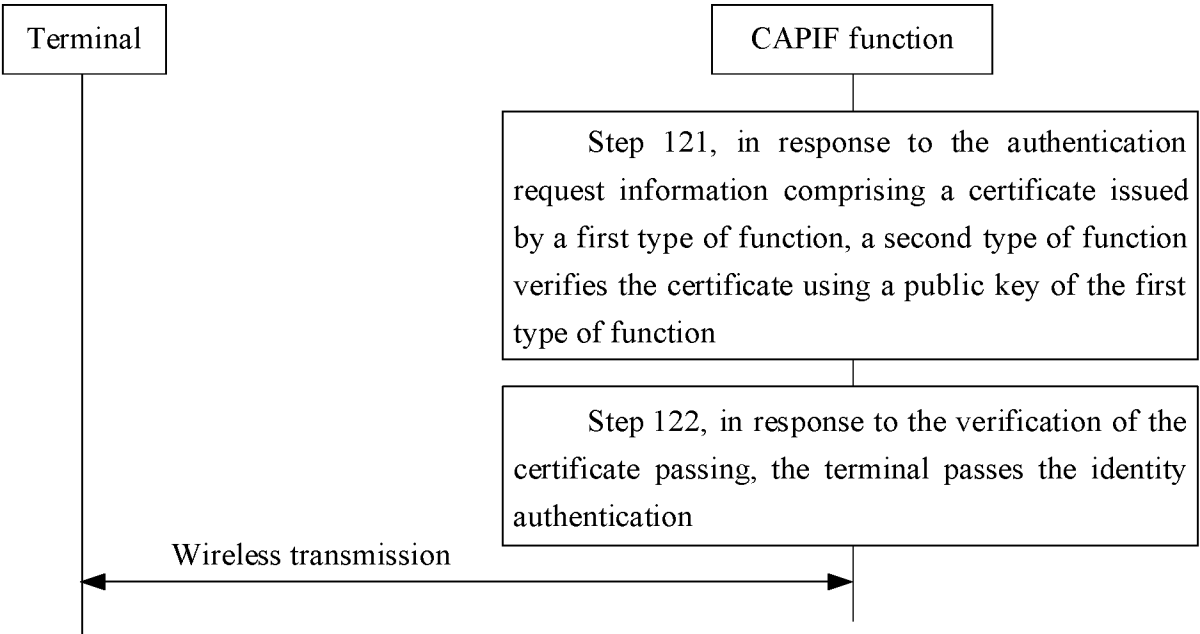 Terminal
CAPIF function
Step 121, in response to the authentication
request information comprising a certificate issued
by a first type of function, a second type of function
verifies the certificate using a public key of the first
type of function
Step 122, in response to the verification of the
certificate passing, the terminal passes the identity
authentication
Wireless transmission